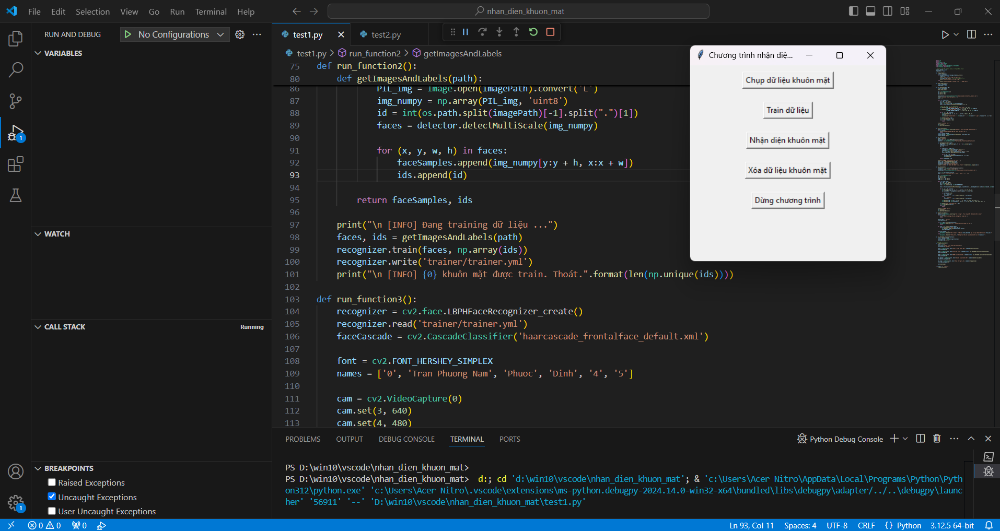 File Edit Selection View Go Run Terminal Help
nhan_dien_khuon_mat
RUN AND DEBUG
No Configurations
test1.py
test2.py
test1.py > run_function2 > getImagesAndLabels
VARIABLES
WATCH
CALL STACK
Running
BREAKPOINTS
Raised Exceptions
Uncaught Exceptions
User Uncaught Exceptions
1
1
75 def run_function2():
80 def getImagesAndLabels(path):
86 PIL_img = Image.open(imagePath).convert('L')
87 img_numpy = np.array(PIL_img, 'uint8')
88 id = int(os.path.split(imagePath)[-1].split(".")[1])
89 faces = detector.detectMultiScale(img_numpy)
90
91 for (x, y, w, h) in faces:
92 faceSamples.append(img_numpy[y:y + h, x:x + w])
93 ids.append(id)
94
95 return faceSamples, ids
96
97 print("\n [INFO] Đang training dữ liệu ...")
98 faces, ids = getImagesAndLabels(path)
99 recognizer.train(faces, np.array(ids))
100 recognizer.write('trainer/trainer.yml')
101 print("\n [INFO] {0} khuôn mặt được train. Thoát.".format(len(np.unique(ids))))
102
103 def run_function3():
104 recognizer = cv2.face.LBPHFaceRecognizer_create()
105 recognizer.read('trainer/trainer.yml')
106 faceCascade = cv2.CascadeClassifier('haarcascade_frontalface_default.xml')
107
108 font = cv2.FONT_HERSHEY_SIMPLEX
109 names = ['0', 'Tran Phuong Nam', 'Phuoc', 'Dinh', '4', '5']
110
111 cam = cv2.VideoCapture(0)
112 cam.set(3, 640)
113 cam.set(4, 480)
Chương trình nhận diệ...
Chụp dữ liệu khuôn mặt
Train dữ liệu
Nhận diện khuôn mặt
Xóa dữ liệu khuôn mặt
Dừng chương trình
PROBLEMS OUTPUT DEBUG CONSOLE TERMINAL PORTS
Python Debug Console
PS D:\win10\vscode\nhan_dien_khuon_mat>
PS D:\win10\vscode\nhan_dien_khuon_mat> d:; cd 'd:\win10\vscode\nhan_dien_khuon_mat'; & 'c:\Users\Acer Nitro\AppData\Local\Programs\Python\Pyth
on312\python.exe' 'c:\Users\Acer Nitro\.vscode\extensions\ms-python.debugpy-2024.14.0-win32-x64\bundled\libs\debugpy\adapter/../..\debugpy\launc
her' '56911' '--' 'D:\win10\vscode\nhan_dien_khuon_mat\test1.py'
0 0 0
Ln 93, Col 11 Spaces: 4 UTF-8 CRLF {} Python 3.12.5 64-bit